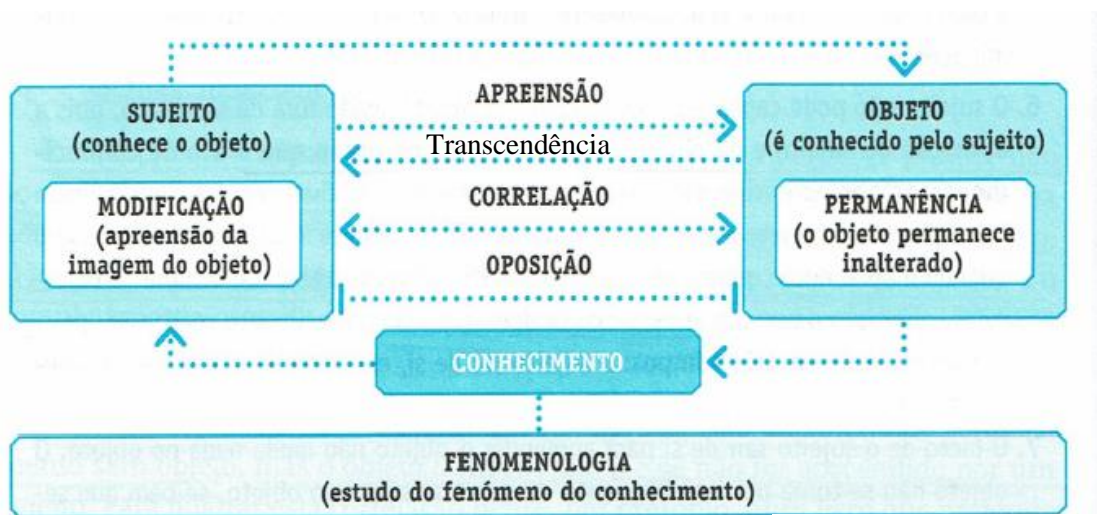 SUJEITO
(conhece o objeto)
MODIFICAÇÃO
(apreensão da
imagem do objeto)
APREENSÃO
Transcendência
CORRELAÇÃO
OPOSIÇÃO
OBJETO
(é conhecido pelo sujeito)
PERMANÊNCIA
(o objeto permanece
inalterado)
CONHECIMENTO
FENOMENOLOGIA
(estudo do fenómeno do conhecimento)